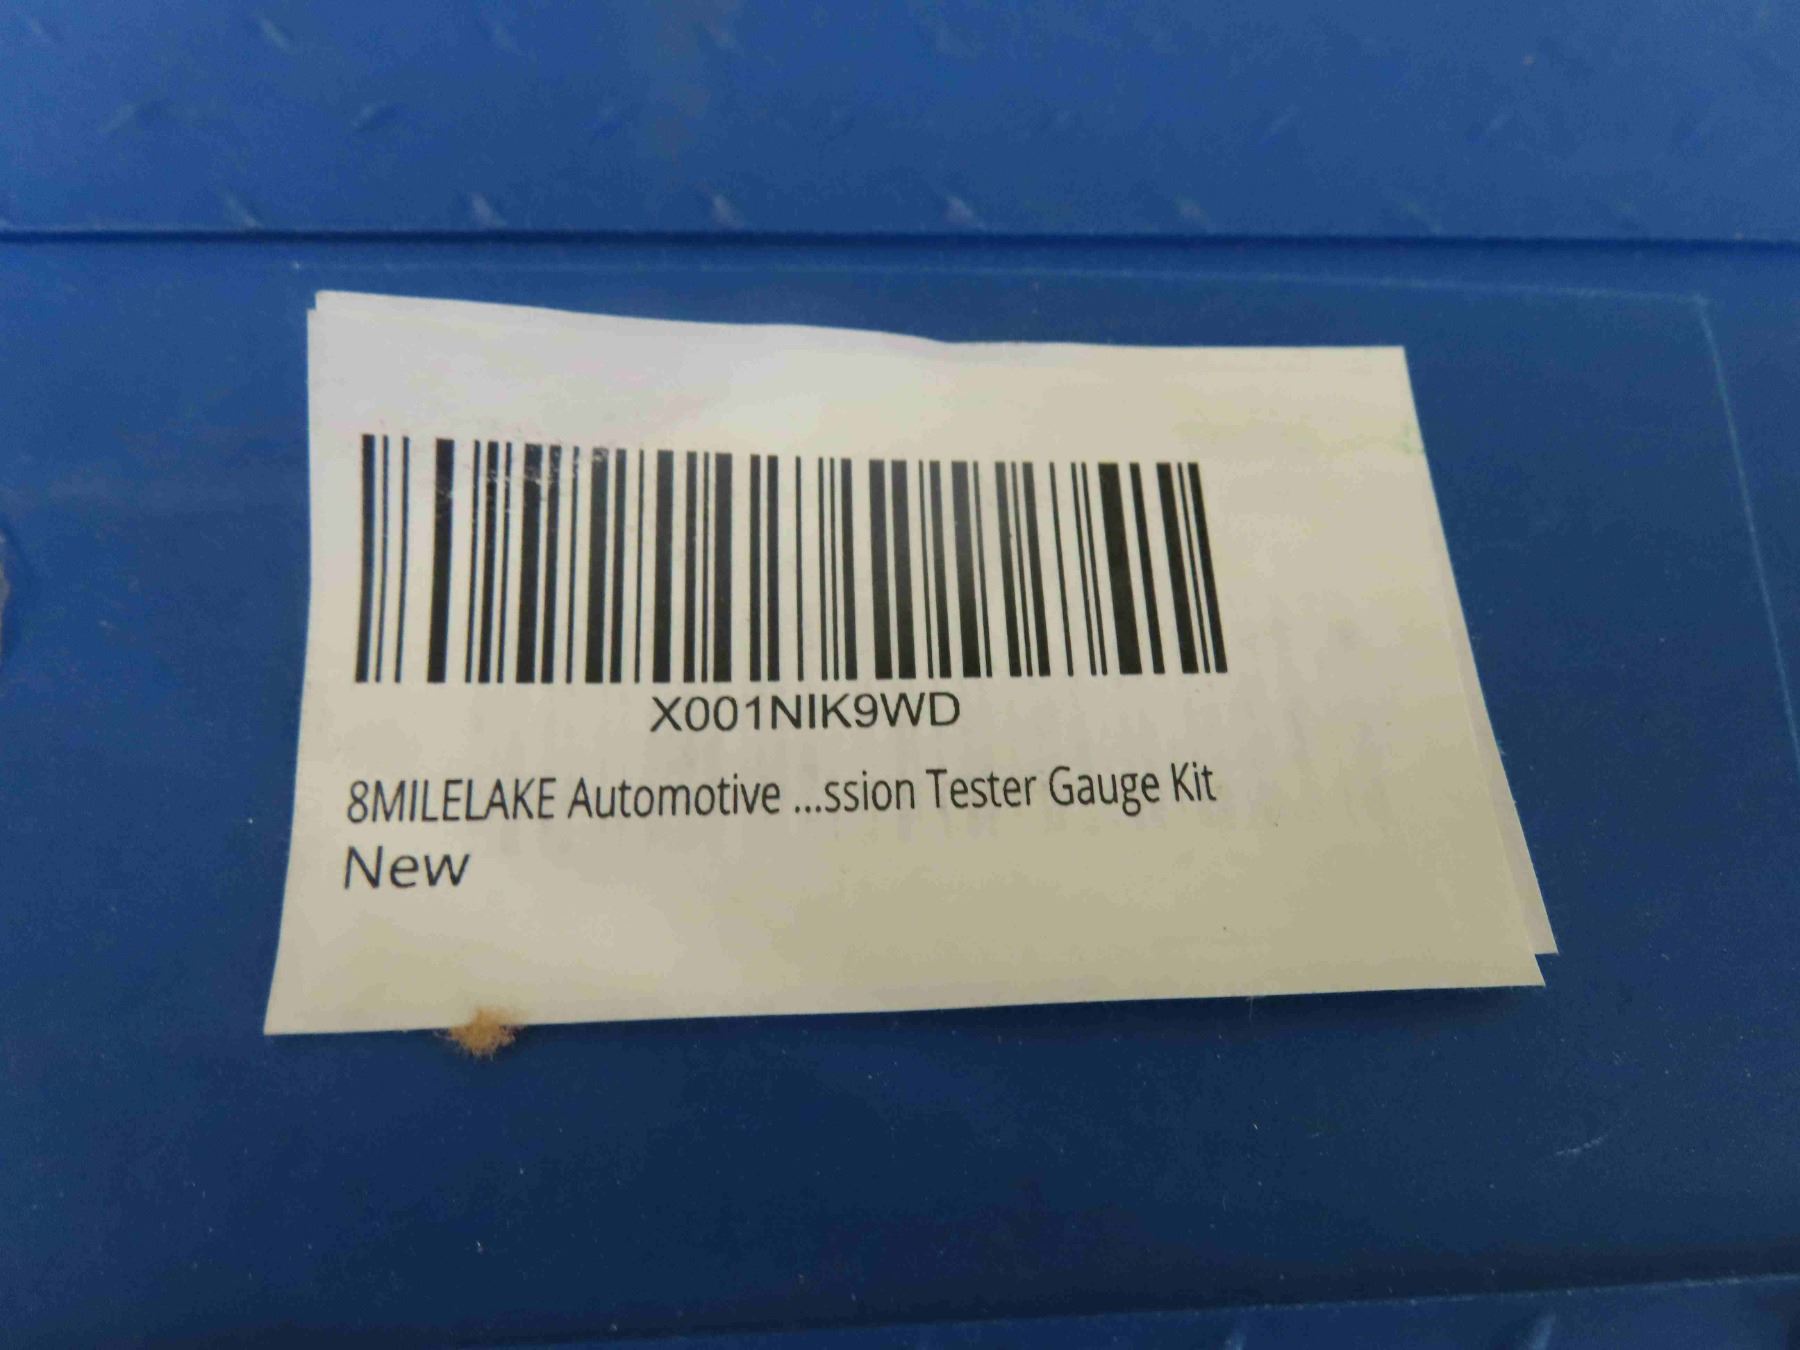 X001NIK9WD
8MILELAKE Automotive ...ssion Tester Gauge Kit
New